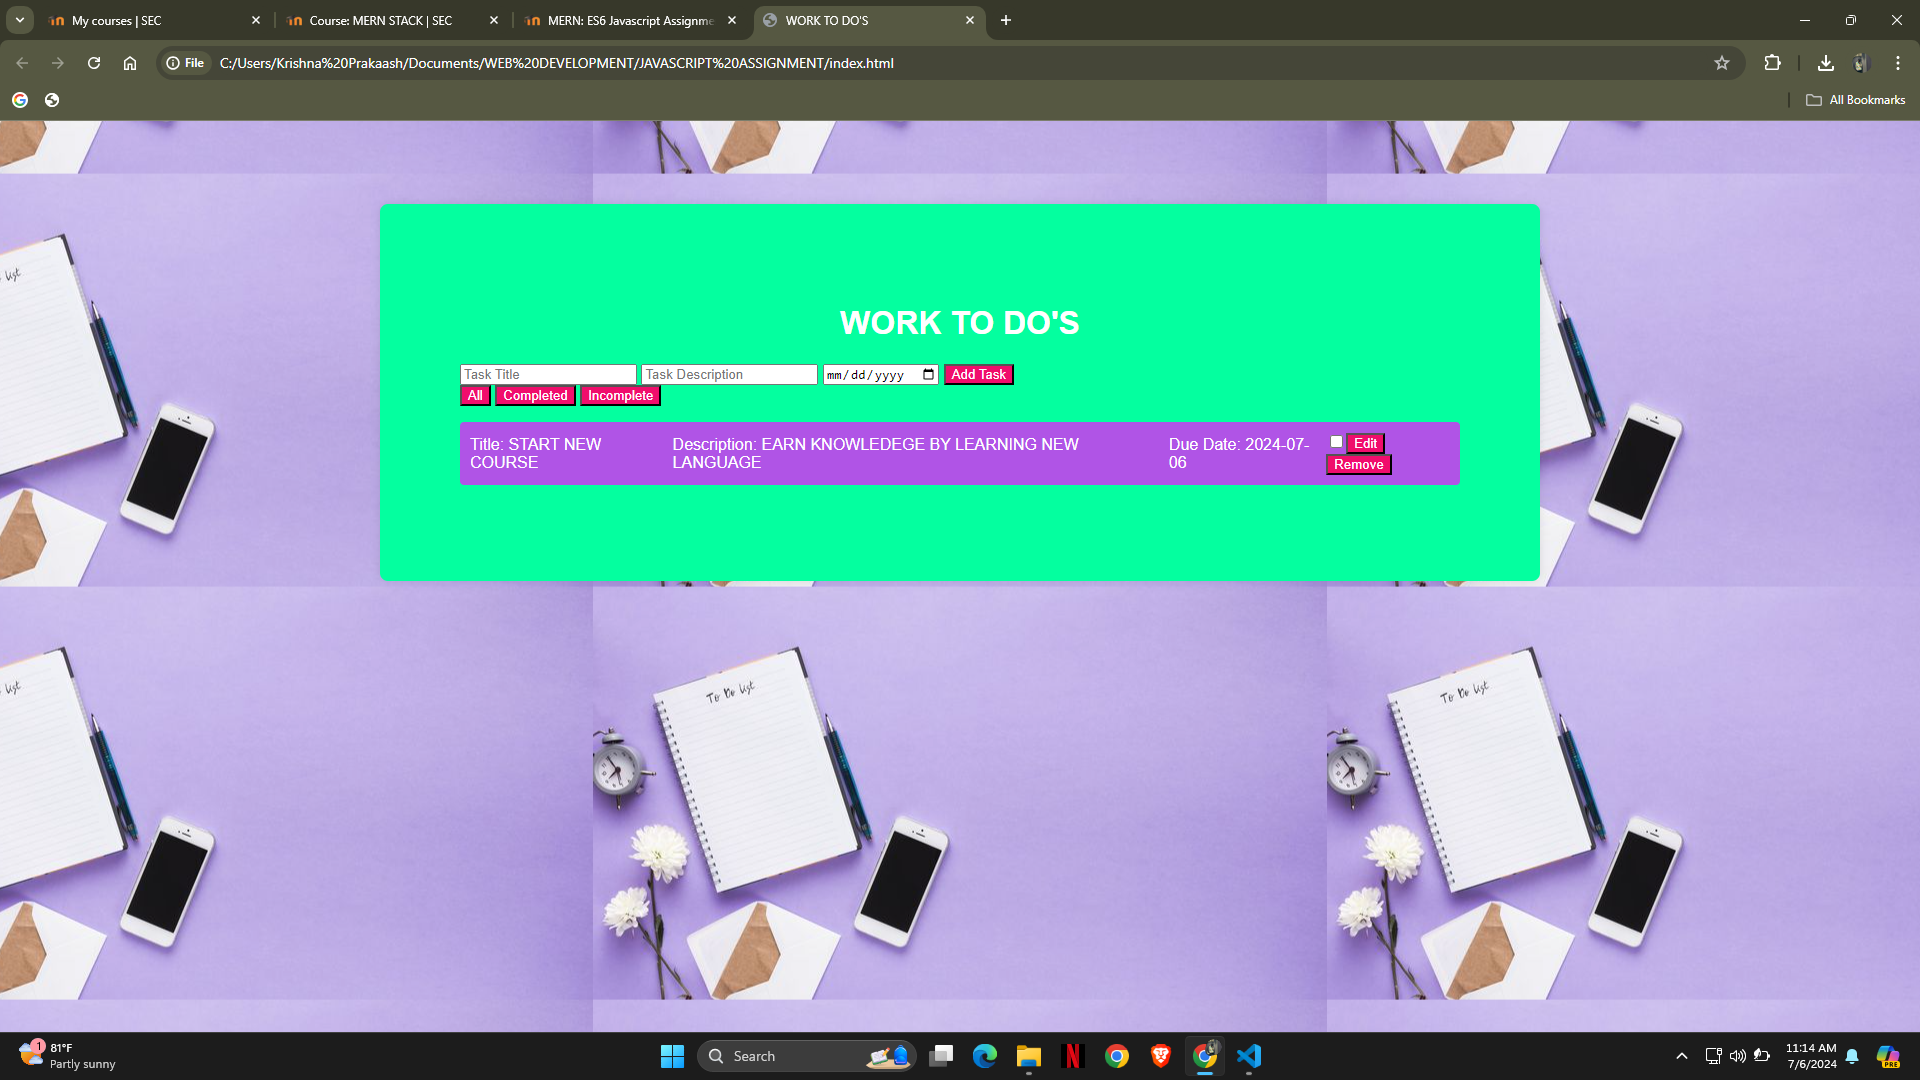 My courses | SEC
Course: MERN STACK | SEC
MERN: ES6 Javascript Assignme
WORK TO DO'S
File
C:/Users/Krishna%20Prakaash/Documents/WEB%20DEVELOPMENT/JAVASCRIPT%20ASSIGNMENT/index.html
All Bookmarks
WORK TO DO'S
Task Title
Task Description
mm/dd/yyyy
Add Task
All
Completed
Incomplete
Title: START NEW
COURSE
Description: EARN KNOWLEDEGE BY LEARNING NEW
LANGUAGE
Due Date: 2024-07-
06
Edit
Remove
list
list
To Do list
To Do list
1
81°F
Partly sunny
Search
11:14 AM
7/6/2024
PRE